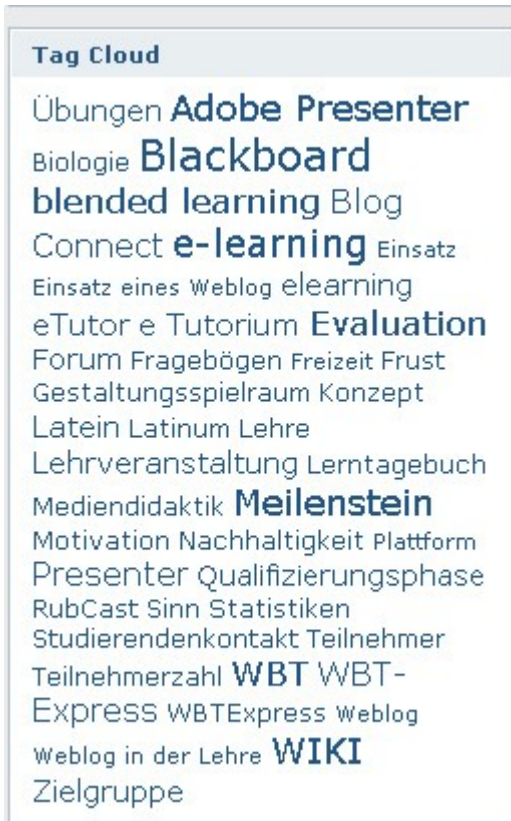 Tag Cloud
Übungen Adobe Presenter
Biologie Blackboard
blended learning Blog
Connect e-learning Einsatz
Einsatz eines Weblog elearning
eTutor e Tutorium Evaluation
Forum Fragebögen Freizeit Frust
Gestaltungsspielraum Konzept
Latein Latinum Lehre
Lehrveranstaltung Lerntagebuch
Mediendidaktik Meilenstein
Motivation Nachhaltigkeit Plattform
Presenter Qualifizierungsphase
RubCast Sinn Statistiken
Studierendenkontakt Teilnehmer
Teilnehmerzahl WBT WBT-
Express WBTExpress Weblog
Weblog in der Lehre WIKI
Zielgruppe